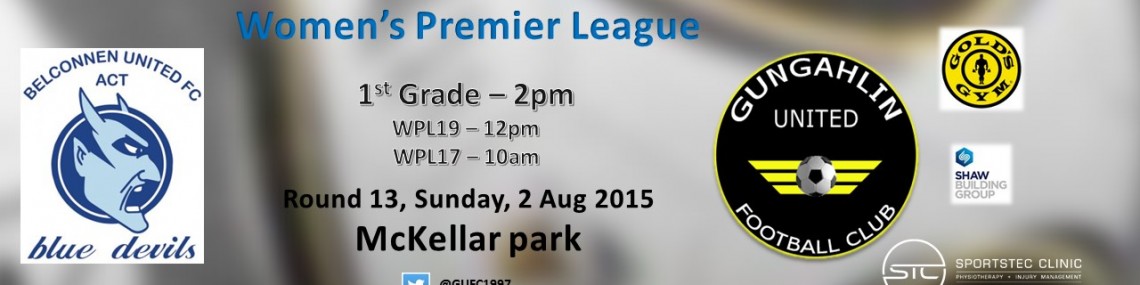 Women's Premier League
BELCONNEN UNITED FC
ACT
blue devils
1st Grade – 2pm
WPL19 – 12pm
WPL17 – 10am
Round 13, Sunday, 2 Aug 2015
McKellar park
@GUFC1997
GUNGAHLIN
UNITED
FOOTBALL CLUB
GOLD'S
GYM.
SHAW
BUILDING
GROUP
STC
SPORTSTEC CLINIC
PHYSIOTHERAPY • INJURY MANAGEMENT